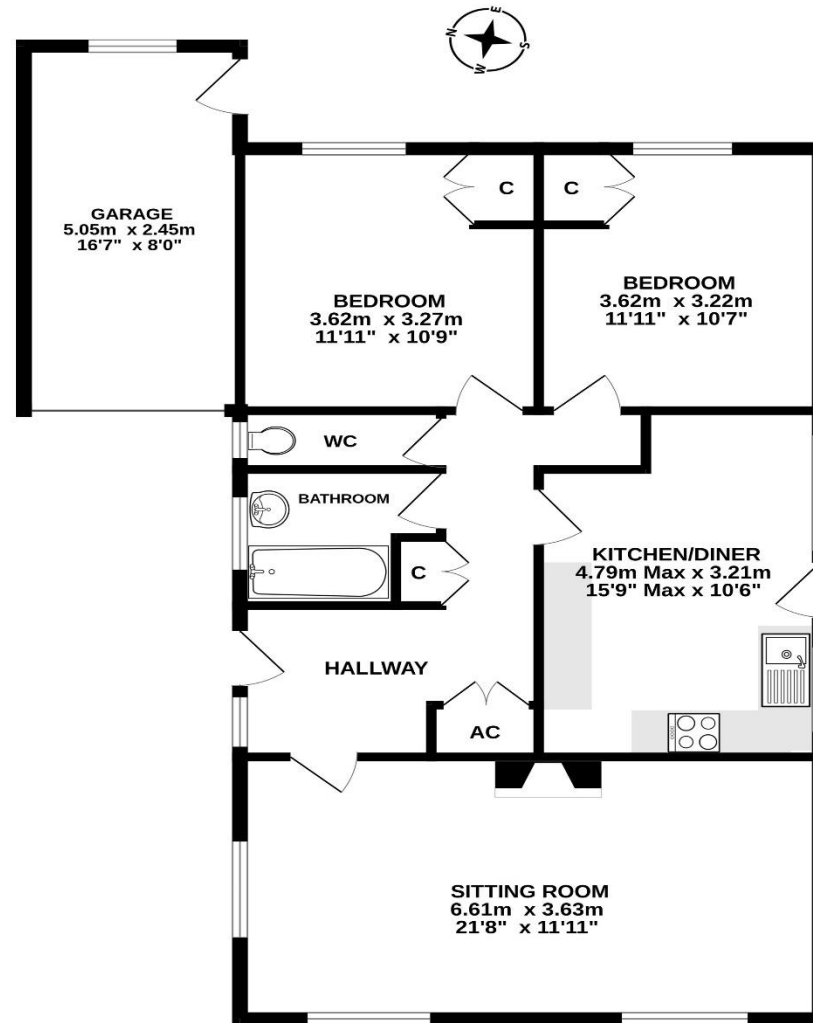 N
E
S
W
GARAGE
5.05m x 2.45m
16'7" x 8'0"
C
C
BEDROOM
3.62m x 3.27m
11'11" x 10'9"
BEDROOM
3.62m x 3.22m
11'11" x 10'7"
WC
BATHROOM
C
KITCHEN/DINER
4.79m Max x 3.21m
15'9" Max x 10'6"
HALLWAY
AC
SITTING ROOM
6.61m x 3.63m
21'8" x 11'11"